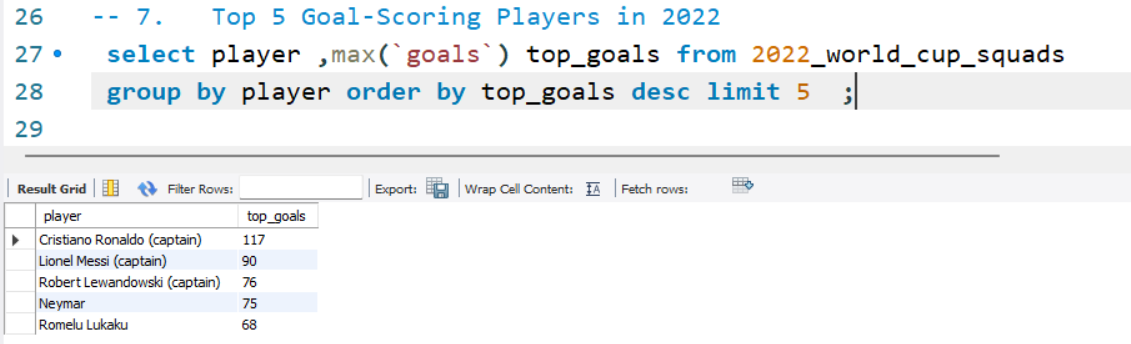 26 -- 7. Top 5 Goal-Scoring Players in 2022
27 select player ,max(`goals`) top_goals from 2022_world_cup_squads
28 group by player order by top_goals desc limit 5 ;
29
Result Grid Filter Rows: Export: Wrap Cell Content: IA Fetch rows:
player top_goals
Cristiano Ronaldo (captain) 117
Lionel Messi (captain) 90
Robert Lewandowski (captain) 76
Neymar 75
Romelu Lukaku 68